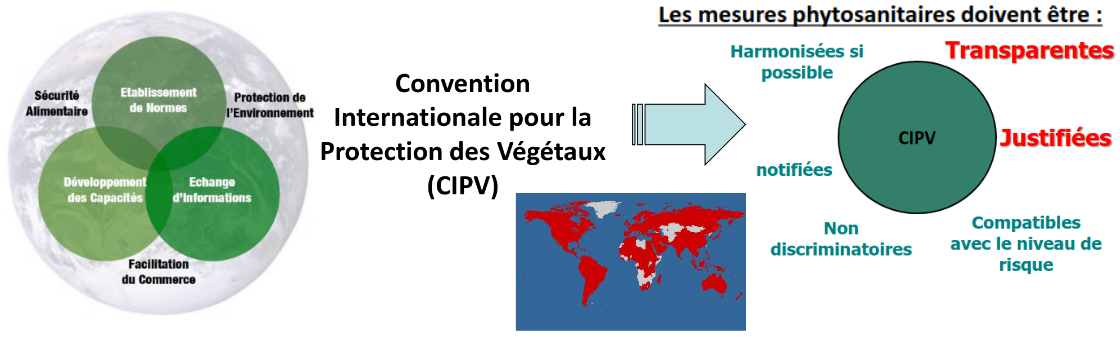 Sécurité
Alimentaire
Etablissement
de Normes
Protection de
l'Environnement
Développement
des Capacités
Echange
d'Informations
Facilitation
du Commerce
Convention
Internationale pour la
Protection des Végétaux
(CIPV)
Les mesures phytosanitaires doivent être :
Harmonisées si
possible
Transparentes
CIPV
Justifiées
notifiées
Non
discriminatoires
Compatibles
avec le niveau de
risque